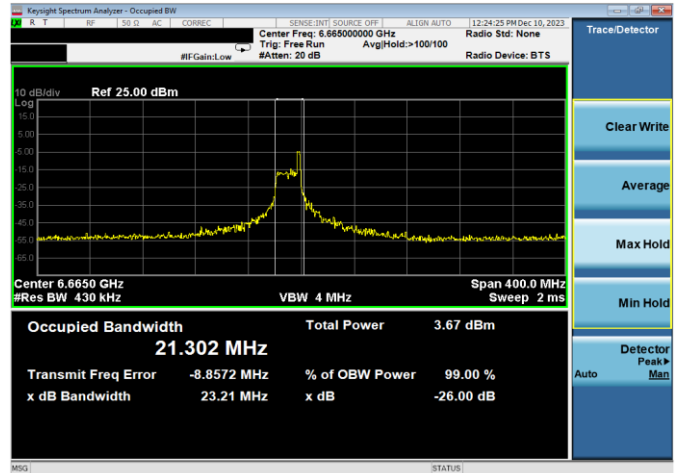 Keysight Spectrum Analyzer - Occupied BW
R T RF 50 Ω AC CORREC SENSE:INT SOURCE OFF ALIGN AUTO 12:24:25 PM Dec 10, 2023
Center Freq: 6.665000000 GHz Radio Std: None
Trig: Free Run Avg|Hold:>100/100
#IFGain:Low #Atten: 20 dB Radio Device: BTS
Trace/Detector
10 dB/div Ref 25.00 dBm
Log
15.0
5.00
-5.00
-15.0
-25.0
-35.0
-45.0
-55.0
-65.0
Center 6.6650 GHz Span 400.0 MHz
#Res BW 430 kHz VBW 4 MHz Sweep 2 ms
Occupied Bandwidth Total Power 3.67 dBm
21.302 MHz
Transmit Freq Error -8.8572 MHz % of OBW Power 99.00 %
x dB Bandwidth 23.21 MHz x dB -26.00 dB
Clear Write
Average
Max Hold
Min Hold
Detector
Peak▶
Auto Man
MSG STATUS